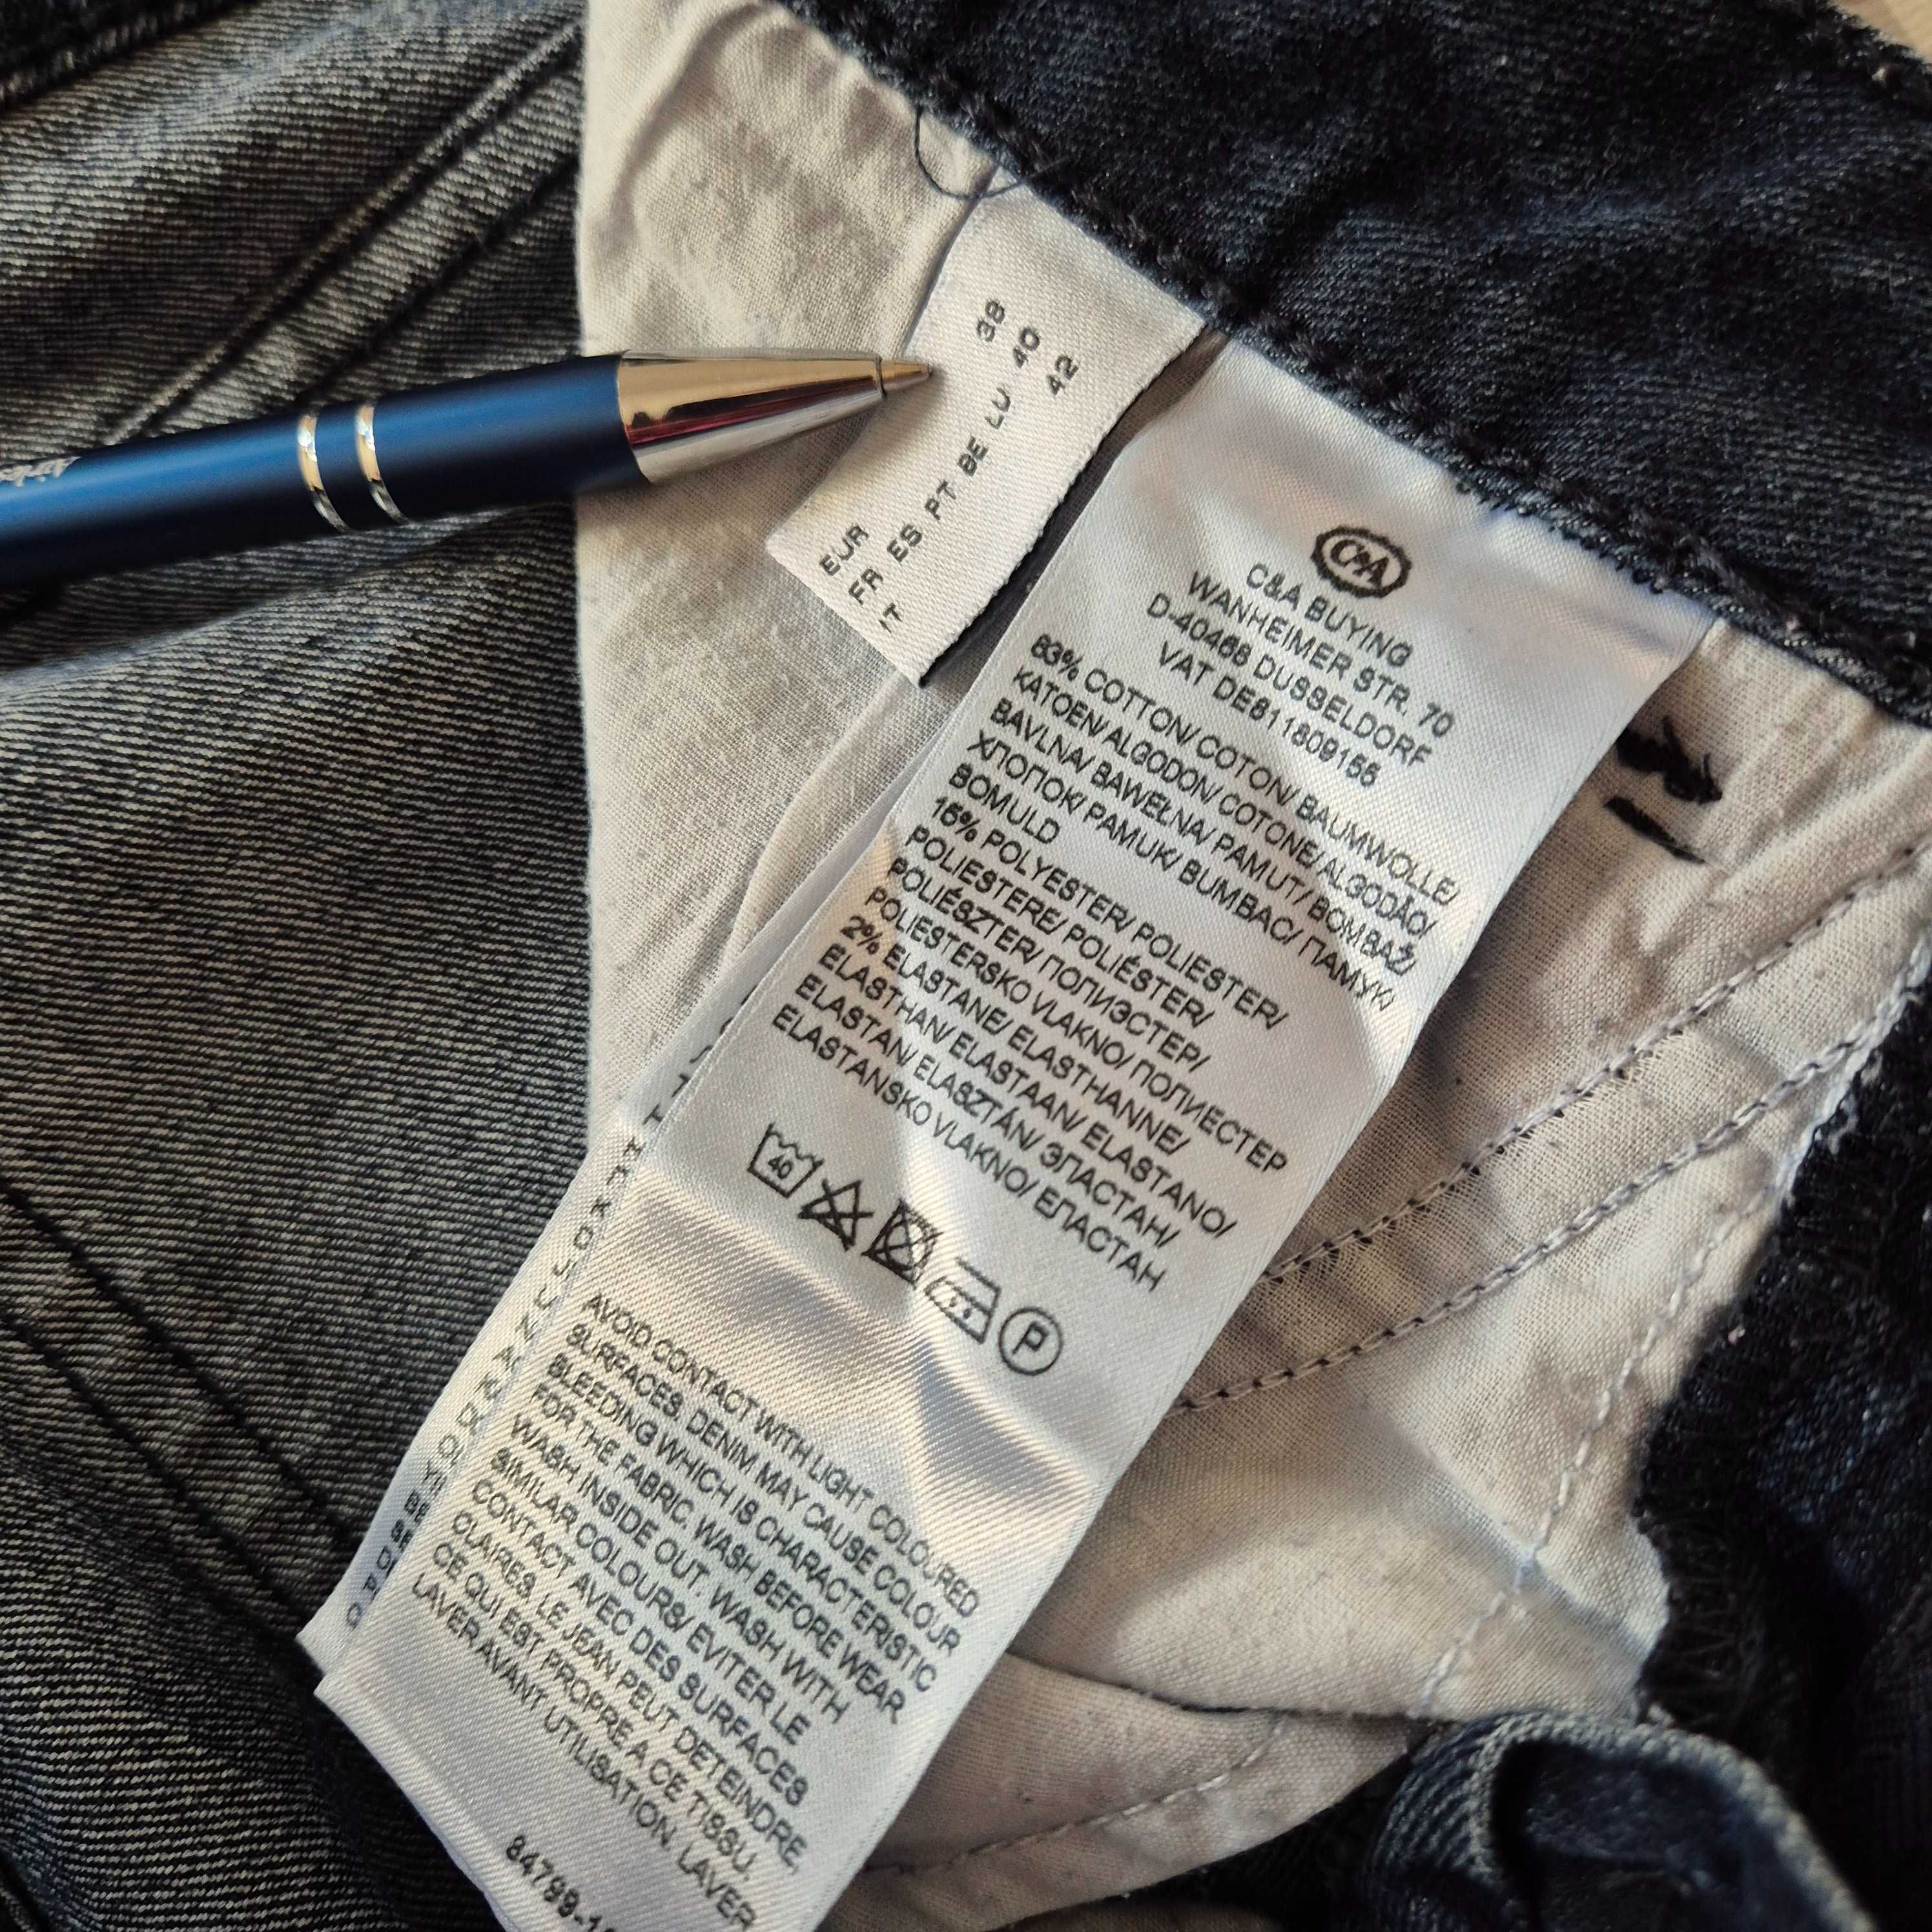 EUR 38
FR ES PT BE LU 40
IT 42
C&A
C&A BUYING
WANHEIMER STR. 70
D-40468 DUSSELDORF
VAT DE811809155
83% COTTON/ COTON/ BAUMWOLLE/
KATOEN/ ALGODON/ COTONE/ ALGODÃO/
BAVLNA/ BAWEŁNA/ PAMUT/ BOMBAŽ/
ХЛОПОК/ PAMUK/ BUMBAC/ ПАМУК/
BOMULD
15% POLYESTER/ POLIESTER/
POLIESTERE/ POLIÉSTER/
POLIÉSZTER/ ПОЛИЭСТЕР/
POLIESTERSKO VLAKNO/ ПОЛИЕСТЕР
2% ELASTANE/ ELASTHANNE/
ELASTHAN/ ELASTAAN/ ELASTANO/
ELASTAN/ ELASZTÁN/ ЭЛАСТАН/
ELASTANSKO VLAKNO/ ЕЛАСТАН
40 P
AVOID CONTACT WITH LIGHT COLOURED
SURFACES. DENIM MAY CAUSE COLOUR
BLEEDING WHICH IS CHARACTERISTIC
FOR THE FABRIC. WASH BEFORE WEAR
WASH INSIDE OUT. WASH WITH
SIMILAR COLOURS/ EVITER LE
CONTACT AVEC DES SURFACES
CLAIRES. LE JEAN PEUT DETEINDRE,
CE QUI EST PROPRE A CE TISSU.
LAVER AVANT UTILISATION. LAVER